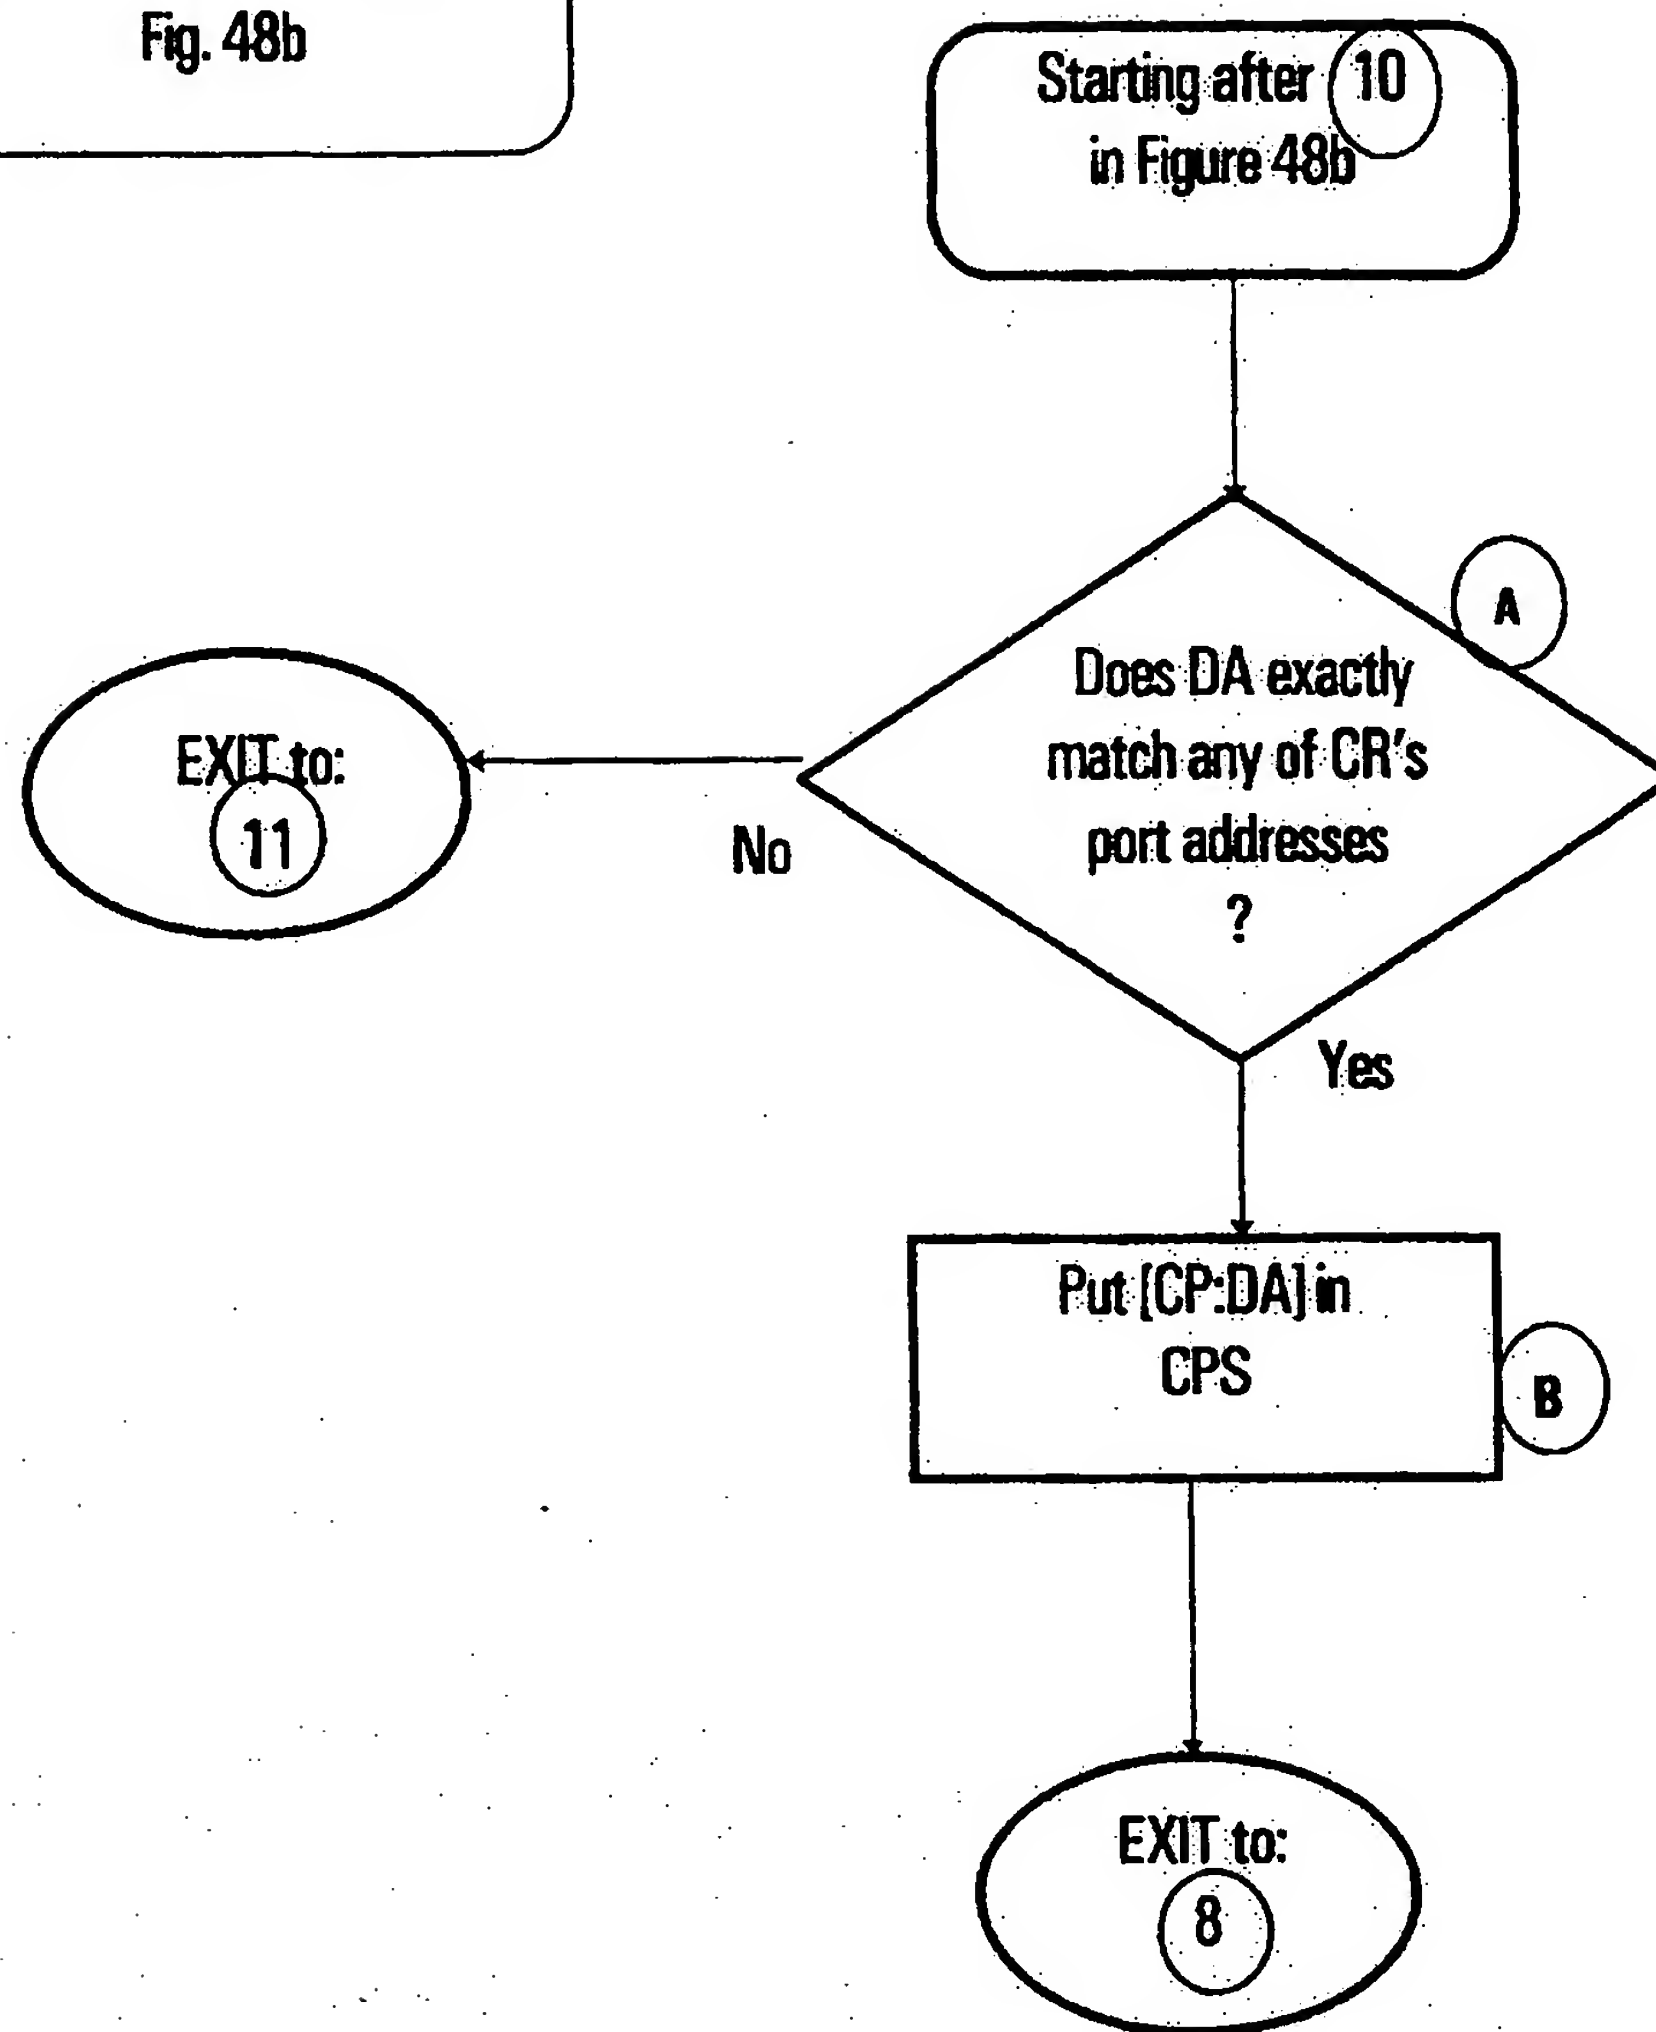 Fig. 48b
Starting after 10
in Figure 48b
A
Does DA exactly
match any of CR's
port addresses
?
EXIT to:
11
No
Yes
Put [CP:DA] in
CPS
B
EXIT to:
8